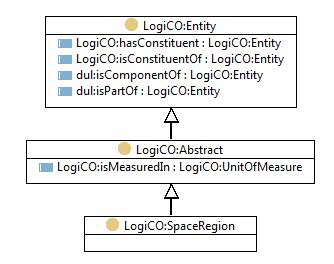 LogiCO:Entity
LogiCO:hasConstituent : LogiCO:Entity
LogiCO:isConstituentOf : LogiCO:Entity
dul:isComponentOf : LogiCO:Entity
dul:isPartOf : LogiCO:Entity
LogiCO:Abstract
LogiCO:isMeasuredIn : LogiCO:UnitOfMeasure
LogiCO:SpaceRegion